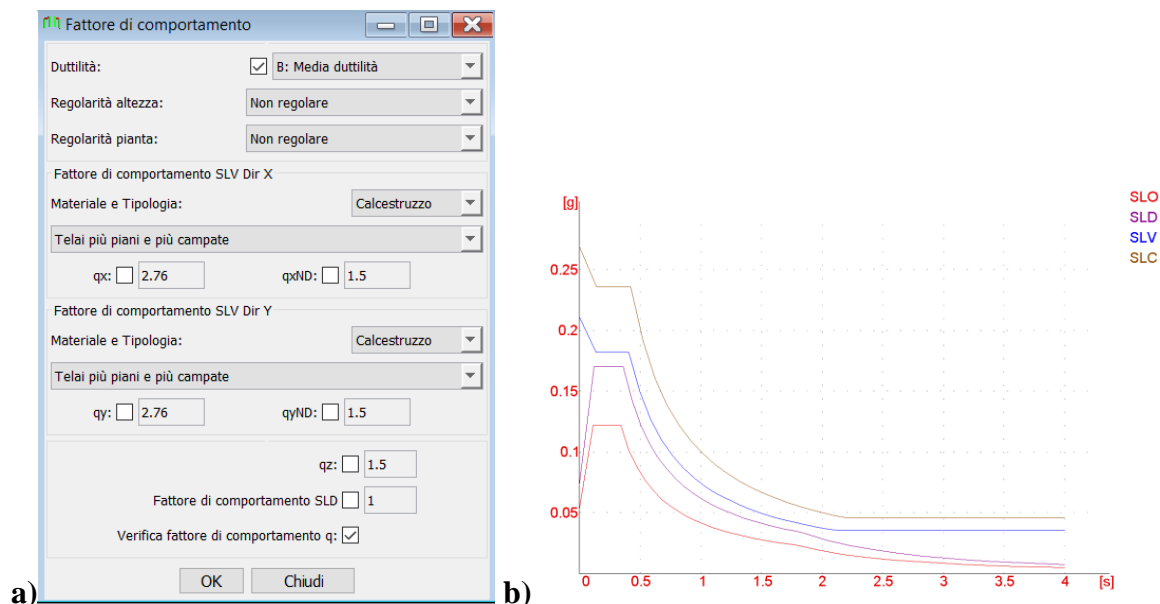 Fattore di comportamento
Duttilità: B: Media duttilità
Regolarità altezza: Non regolare
Regolarità pianta: Non regolare
Fattore di comportamento SLV Dir X
Materiale e Tipologia: Calcestruzzo
Telai più piani e più campate
qx: 2.76 qxND: 1.5
Fattore di comportamento SLV Dir Y
Materiale e Tipologia: Calcestruzzo
Telai più piani e più campate
qy: 2.76 qyND: 1.5
qz: 1.5
Fattore di comportamento SLD 1
Verifica fattore di comportamento q:
OK Chiudi
a)
[g]
0.25
0.2
0.15
0.1
0.05
0 0.5 1 1.5 2 2.5 3 3.5 4 [s]
SLO
SLD
SLV
SLC
b)